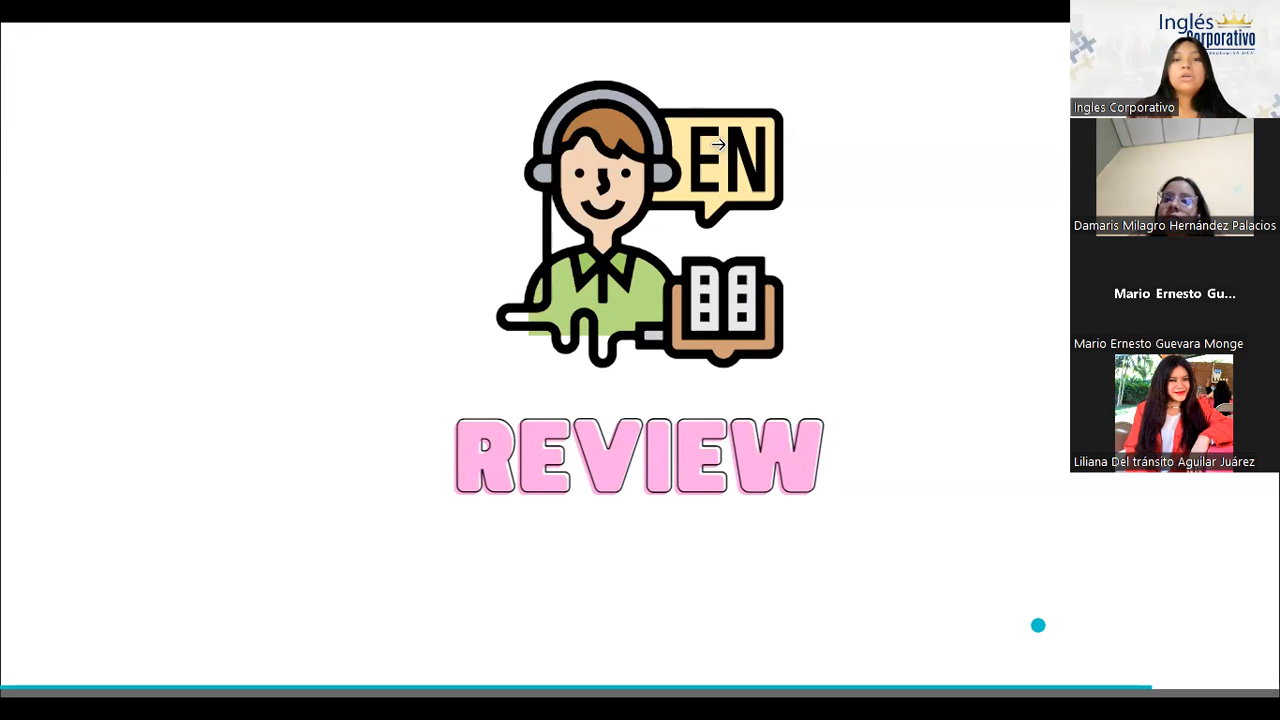 EN
REVIEW
Inglés
Corporativo
Ingles Corporativo
Damaris Milagro Hernández Palacios
Mario Ernesto Gu...
Mario Ernesto Guevara Monge
Liliana Del tránsito Aguilar Juárez